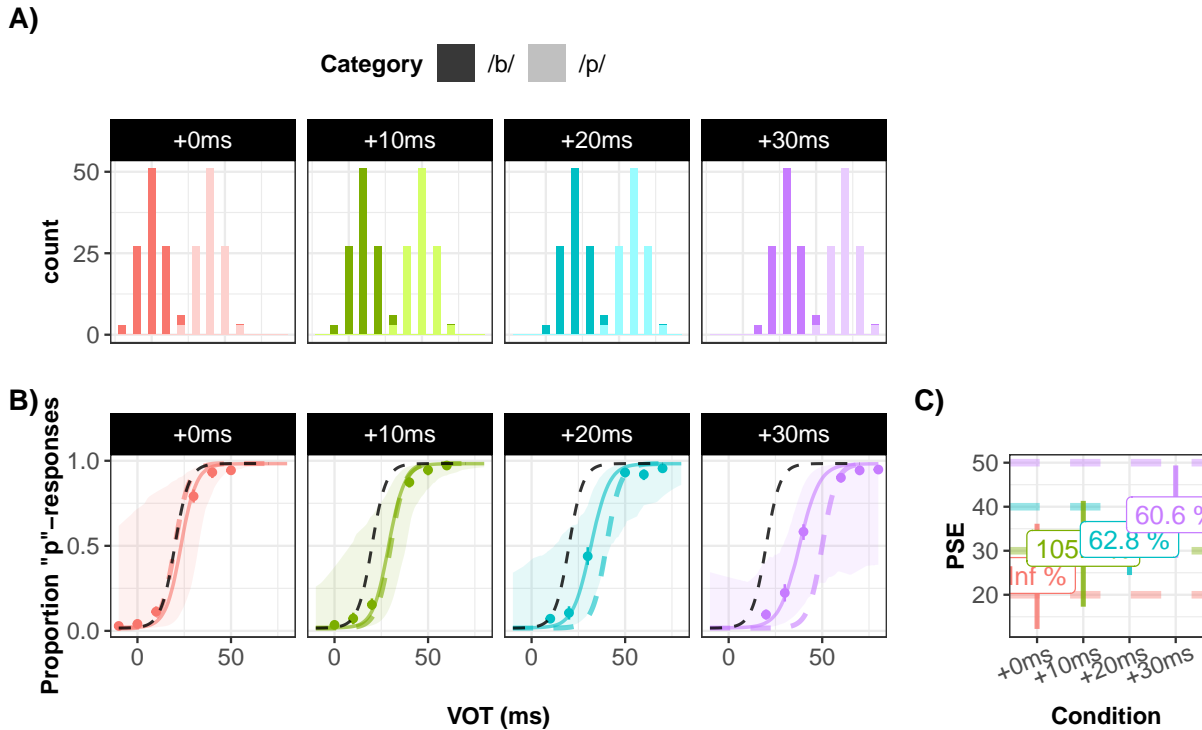 A)
Category /b/ /p/
+0ms +10ms +20ms +30ms
count
50
25
0
B)
C)
+0ms +10ms +20ms +30ms
Proportion "p"−responses
1.0
0.5
0.0
0 50 0 50 0 50 0 50
VOT (ms)
PSE
50
40
30
20
60.6 %
62.8 %
105
Inf %
+0ms +10ms +20ms +30ms
Condition